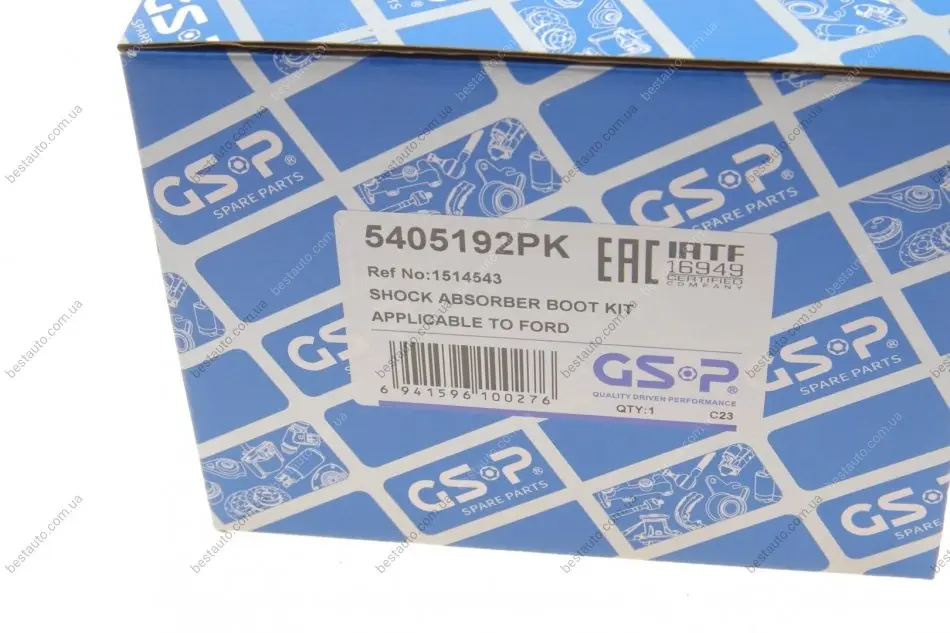 GSP®
SPARE PARTS
GSP®
SPARE PARTS
5405192PK
EAC
IATF
16949
CERTIFIED
COMPANY
Ref No:1514543
SHOCK ABSORBER BOOT KIT
APPLICABLE TO FORD
6 941596 100276
GSP®
QUALITY DRIVEN PERFORMANCE
QTY:1
C23
GSP®
SPARE PARTS
GSP®
SPARE PARTS
GSP
SPARE
bestauto.com.ua